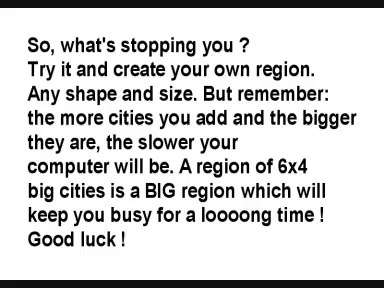 So, what's stopping you ?
Try it and create your own region.
Any shape and size. But remember:
the more cities you add and the bigger
they are, the slower your
computer will be. A region of 6x4
big cities is a BIG region which will
keep you busy for a loooong time !
Good luck !